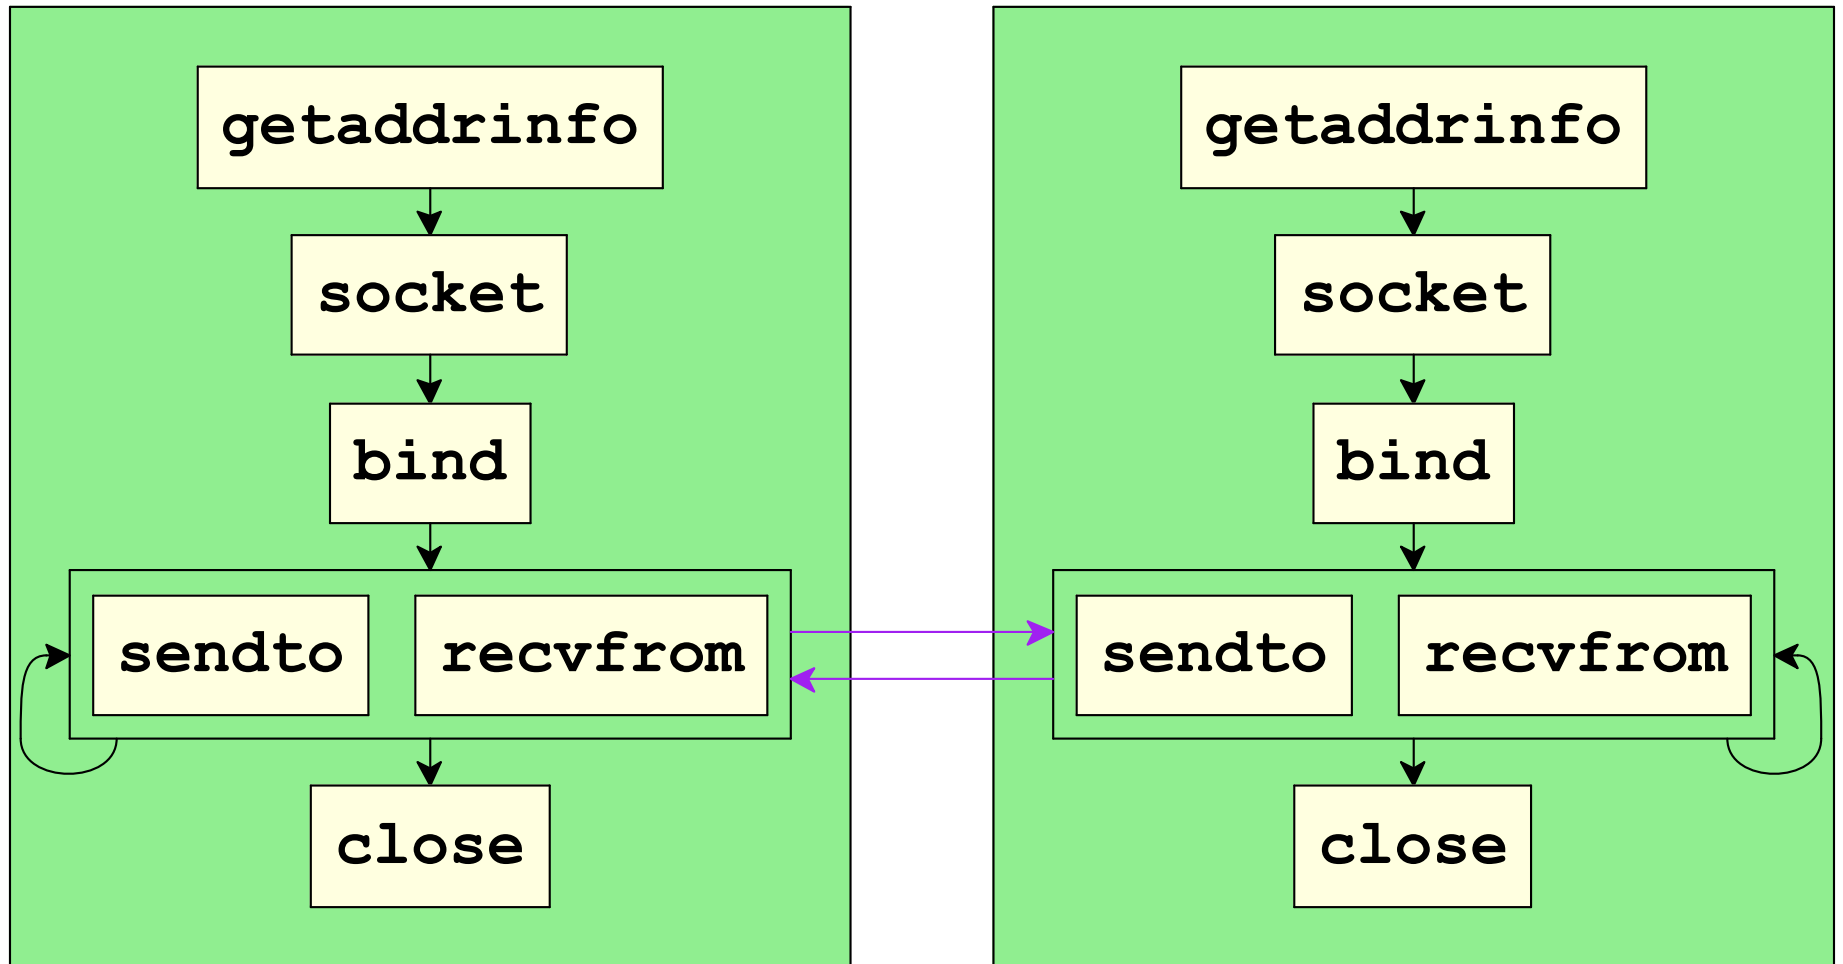 getaddrinfo
socket
bind
sendto recvfrom
close
getaddrinfo
socket
bind
sendto recvfrom
close